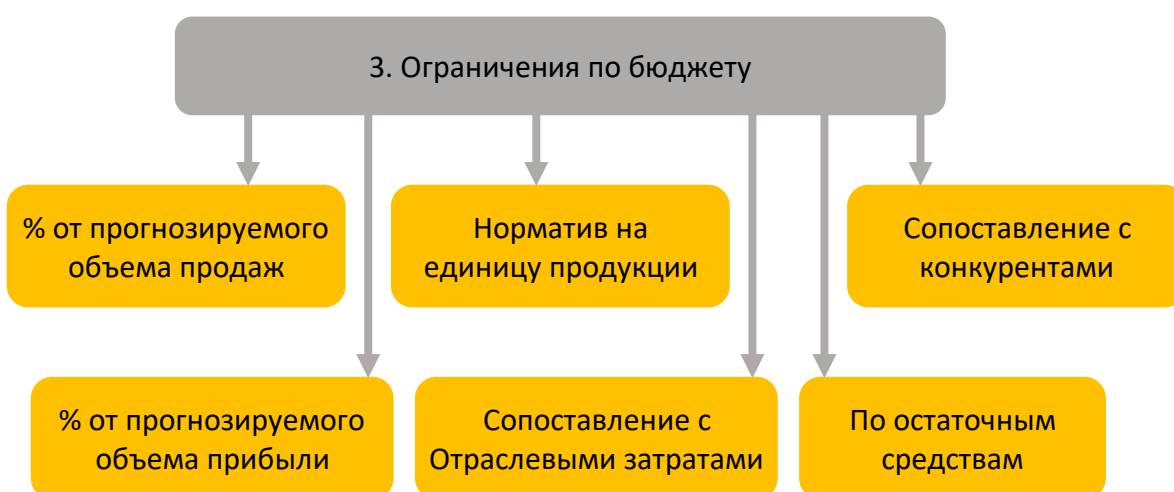 3. Ограничения по бюджету
% от прогнозируемого
объема продаж
Норматив на
единицу продукции
Сопоставление с
конкурентами
% от прогнозируемого
объема прибыли
Сопоставление с
Отраслевыми затратами
По остаточным
средствам